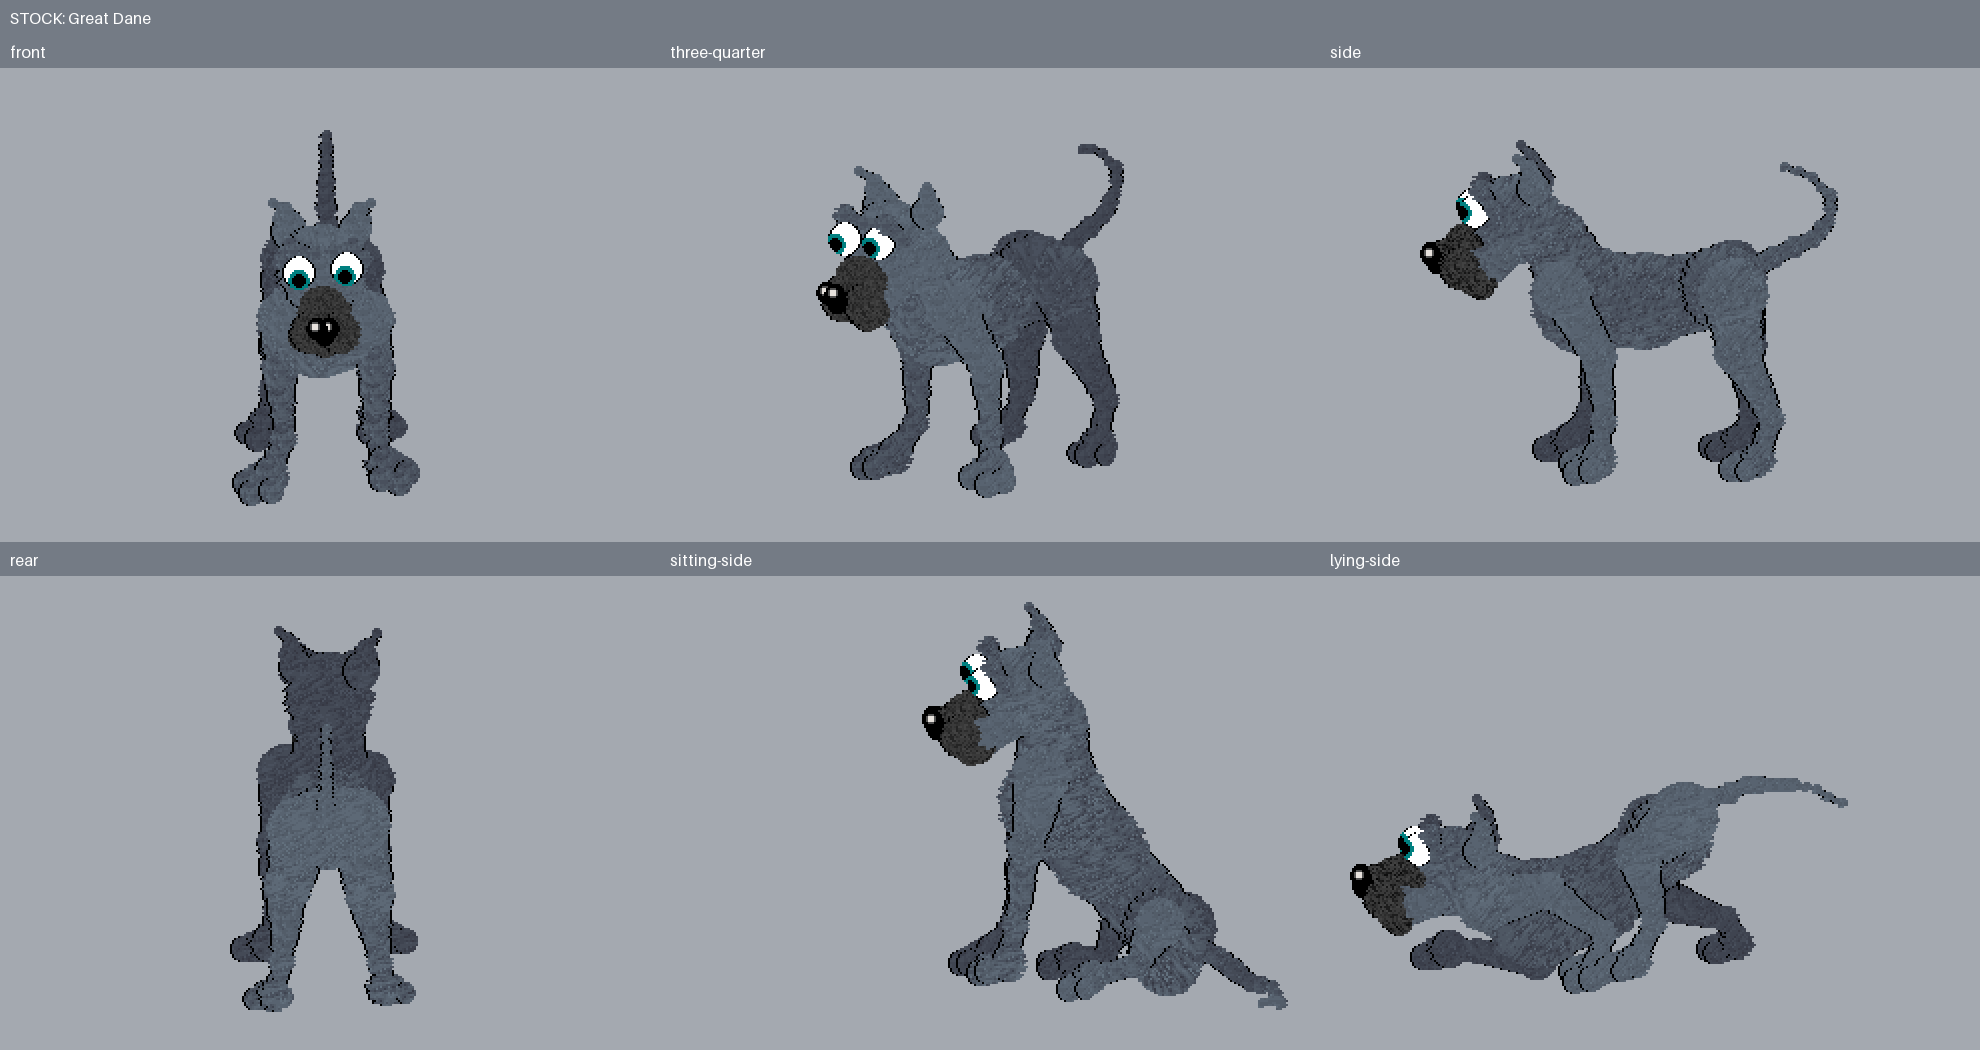 STOCK: Great Dane
front
three-quarter
side
rear
sitting-side
lying-side